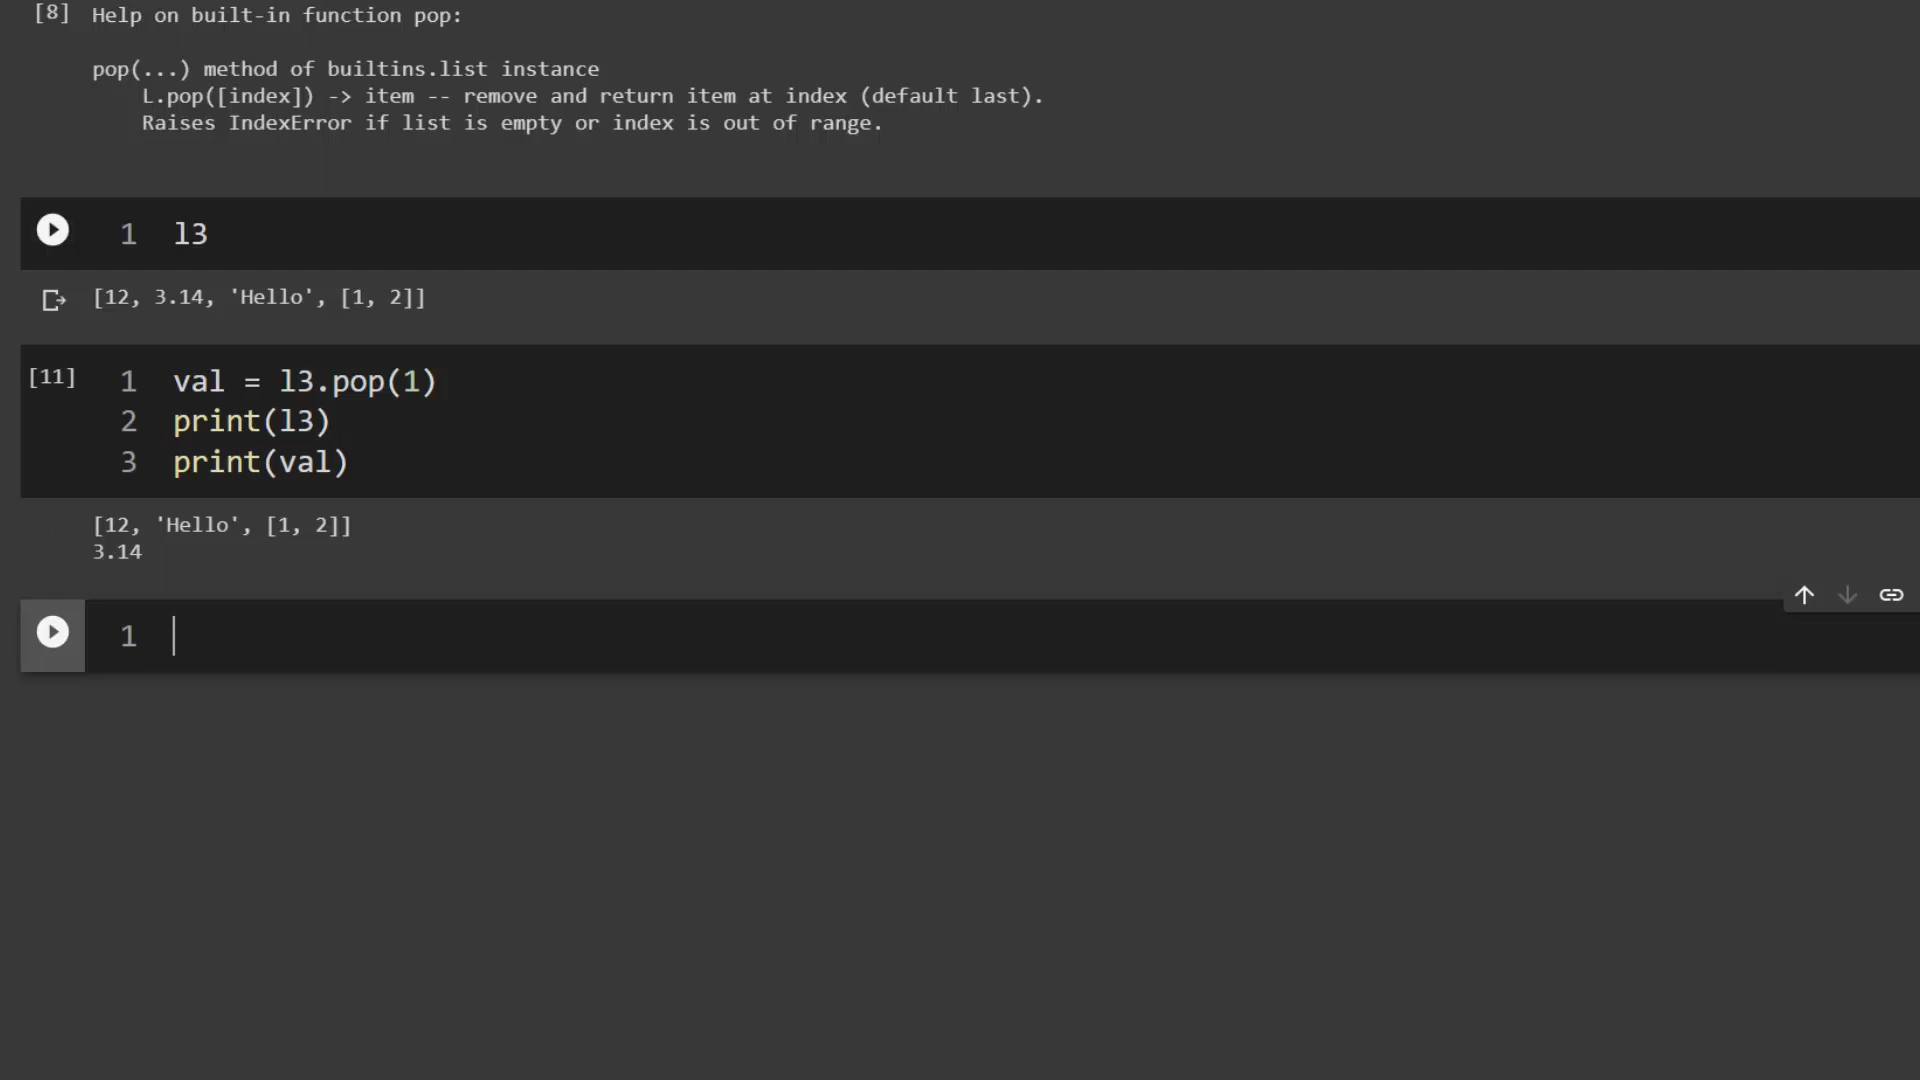 [8] Help on built-in function pop:
pop(...) method of builtins.list instance
L.pop([index]) -> item -- remove and return item at index (default last).
Raises IndexError if list is empty or index is out of range.
1 l3
[12, 3.14, 'Hello', [1, 2]]
[11] 1 val = l3.pop(1)
2 print(l3)
3 print(val)
[12, 'Hello', [1, 2]]
3.14
1